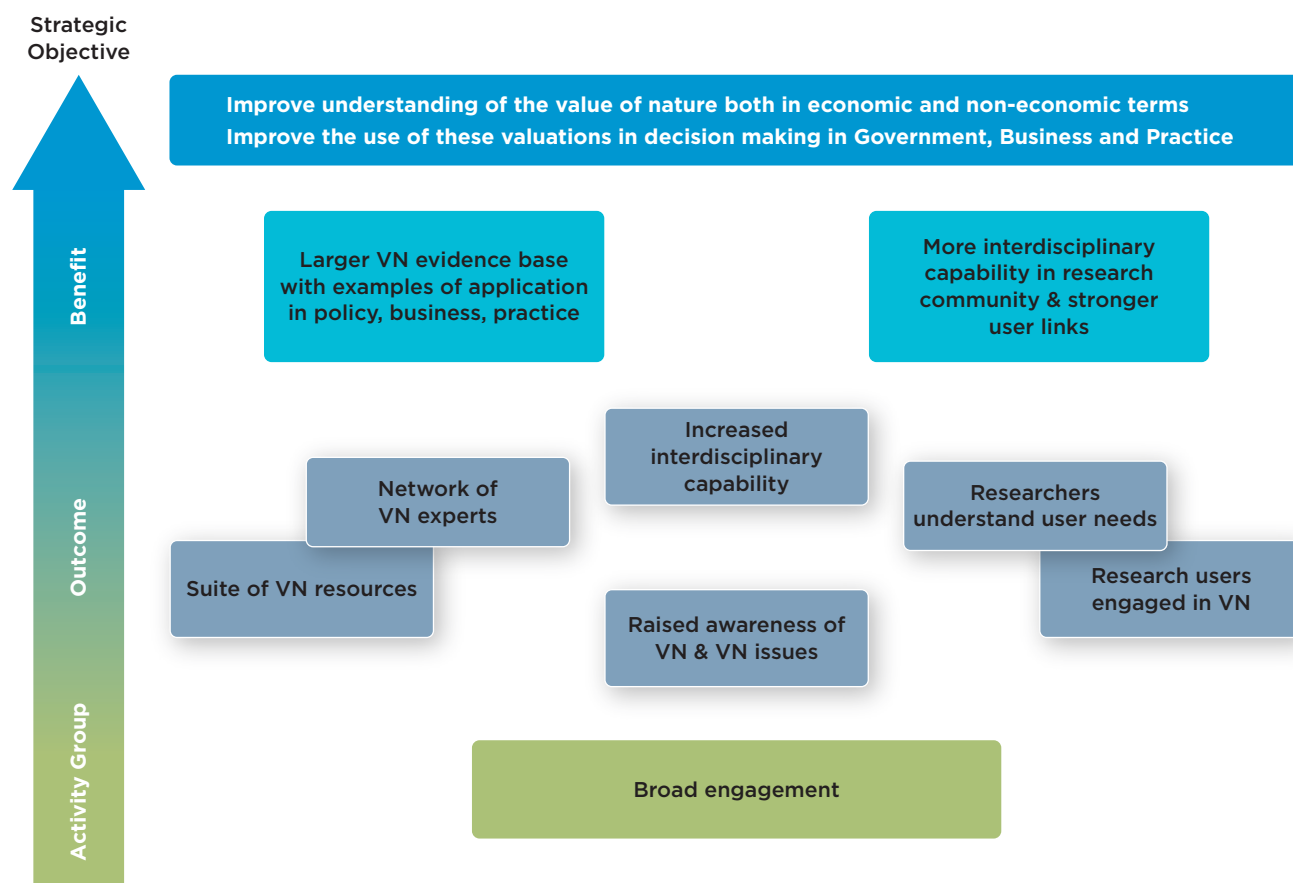 Strategic
Objective
Improve understanding of the value of nature both in economic and non-economic terms
Improve the use of these valuations in decision making in Government, Business and Practice
Benefit
Larger VN evidence base
with examples of application
in policy, business, practice
More interdisciplinary
capability in research
community & stronger
user links
Outcome
Increased
interdisciplinary
capability
Network of
VN experts
Researchers
understand user needs
Suite of VN resources
Research users
engaged in VN
Raised awareness of
VN & VN issues
Activity Group
Broad engagement